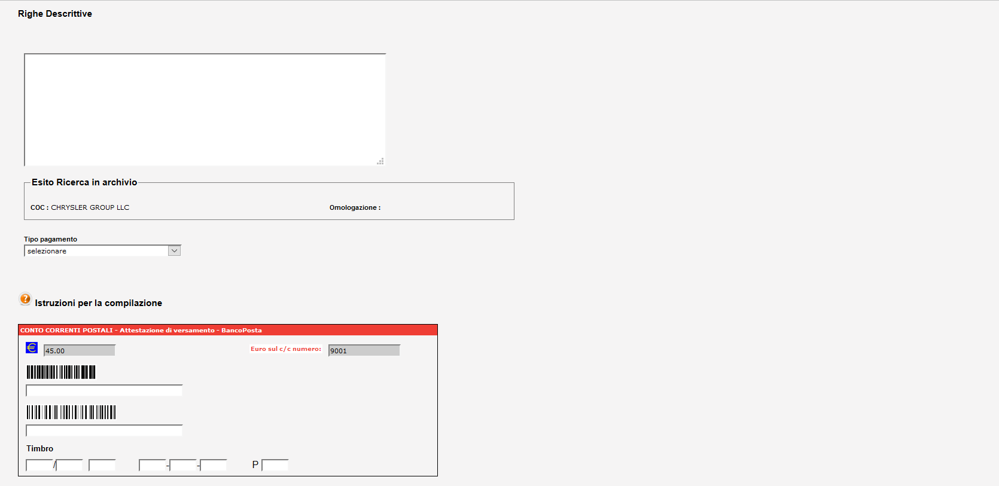 Righe Descrittive
Esito Ricerca in archivio
COC : CHRYSLER GROUP LLC Omologazione :
Tipo pagamento
selezionare
? Istruzioni per la compilazione
CONTO CORRENTI POSTALI - Attestazione di versamento - BancoPosta
€ 45.00 Euro sul c/c numero: 9001
Timbro
/ - - P